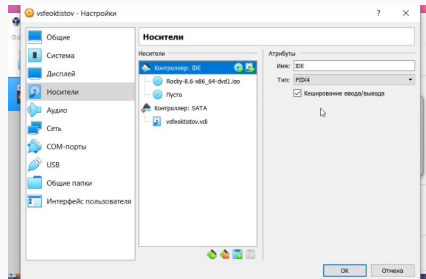 vsfeoktistov - Настройки
Общие
Система
Дисплей
Носители
Аудио
Сеть
COM-порты
USB
Общие папки
Интерфейс пользователя
Носители
Носители
Контроллер: IDE
Rocky-8.6-x86_64-dvd1.iso
Пусто
Контроллер: SATA
vsfeoktistov.vdi
Атрибуты
Имя: IDE
Тип: PIIX4
Кеширование ввода/вывода
OK
Отмена